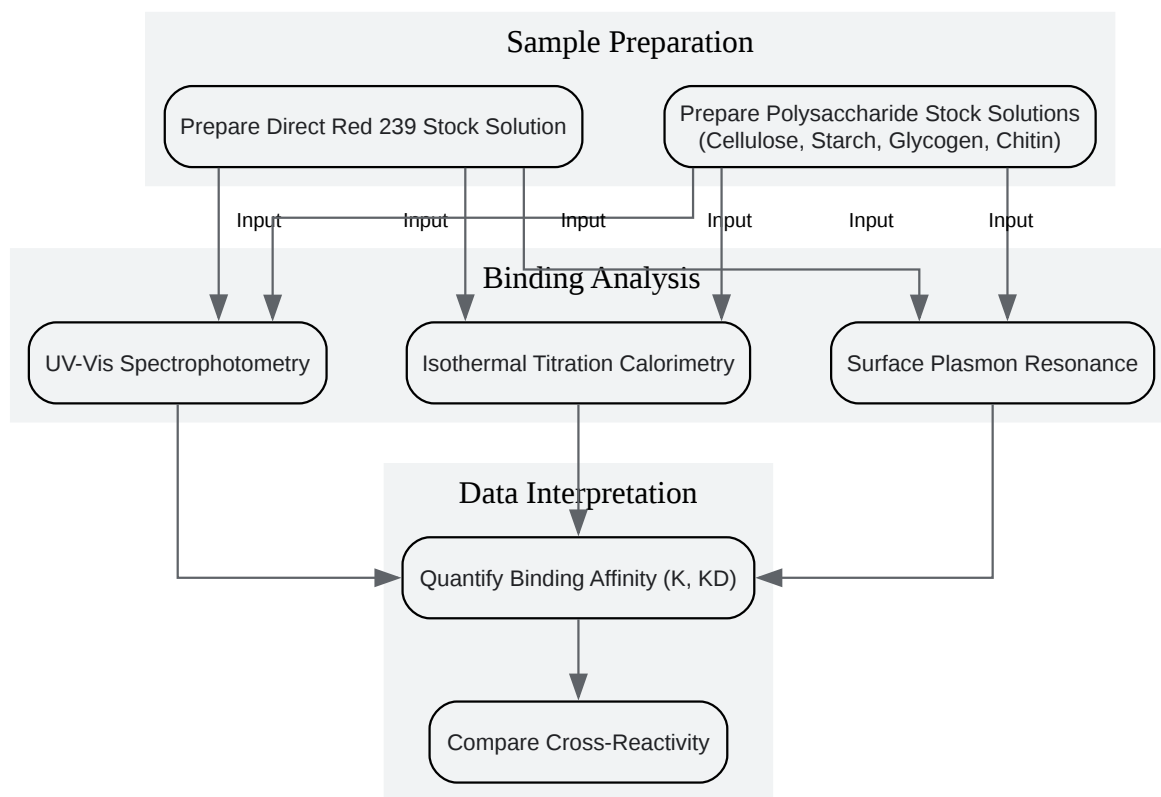 Sample Preparation
Prepare Direct Red 239 Stock Solution
Prepare Polysaccharide Stock Solutions
(Cellulose, Starch, Glycogen, Chitin)
Input
Input
Input
Input
Input
Input
Binding Analysis
UV-Vis Spectrophotometry
Isothermal Titration Calorimetry
Surface Plasmon Resonance
Data Interpretation
Quantify Binding Affinity (K, KD)
Compare Cross-Reactivity